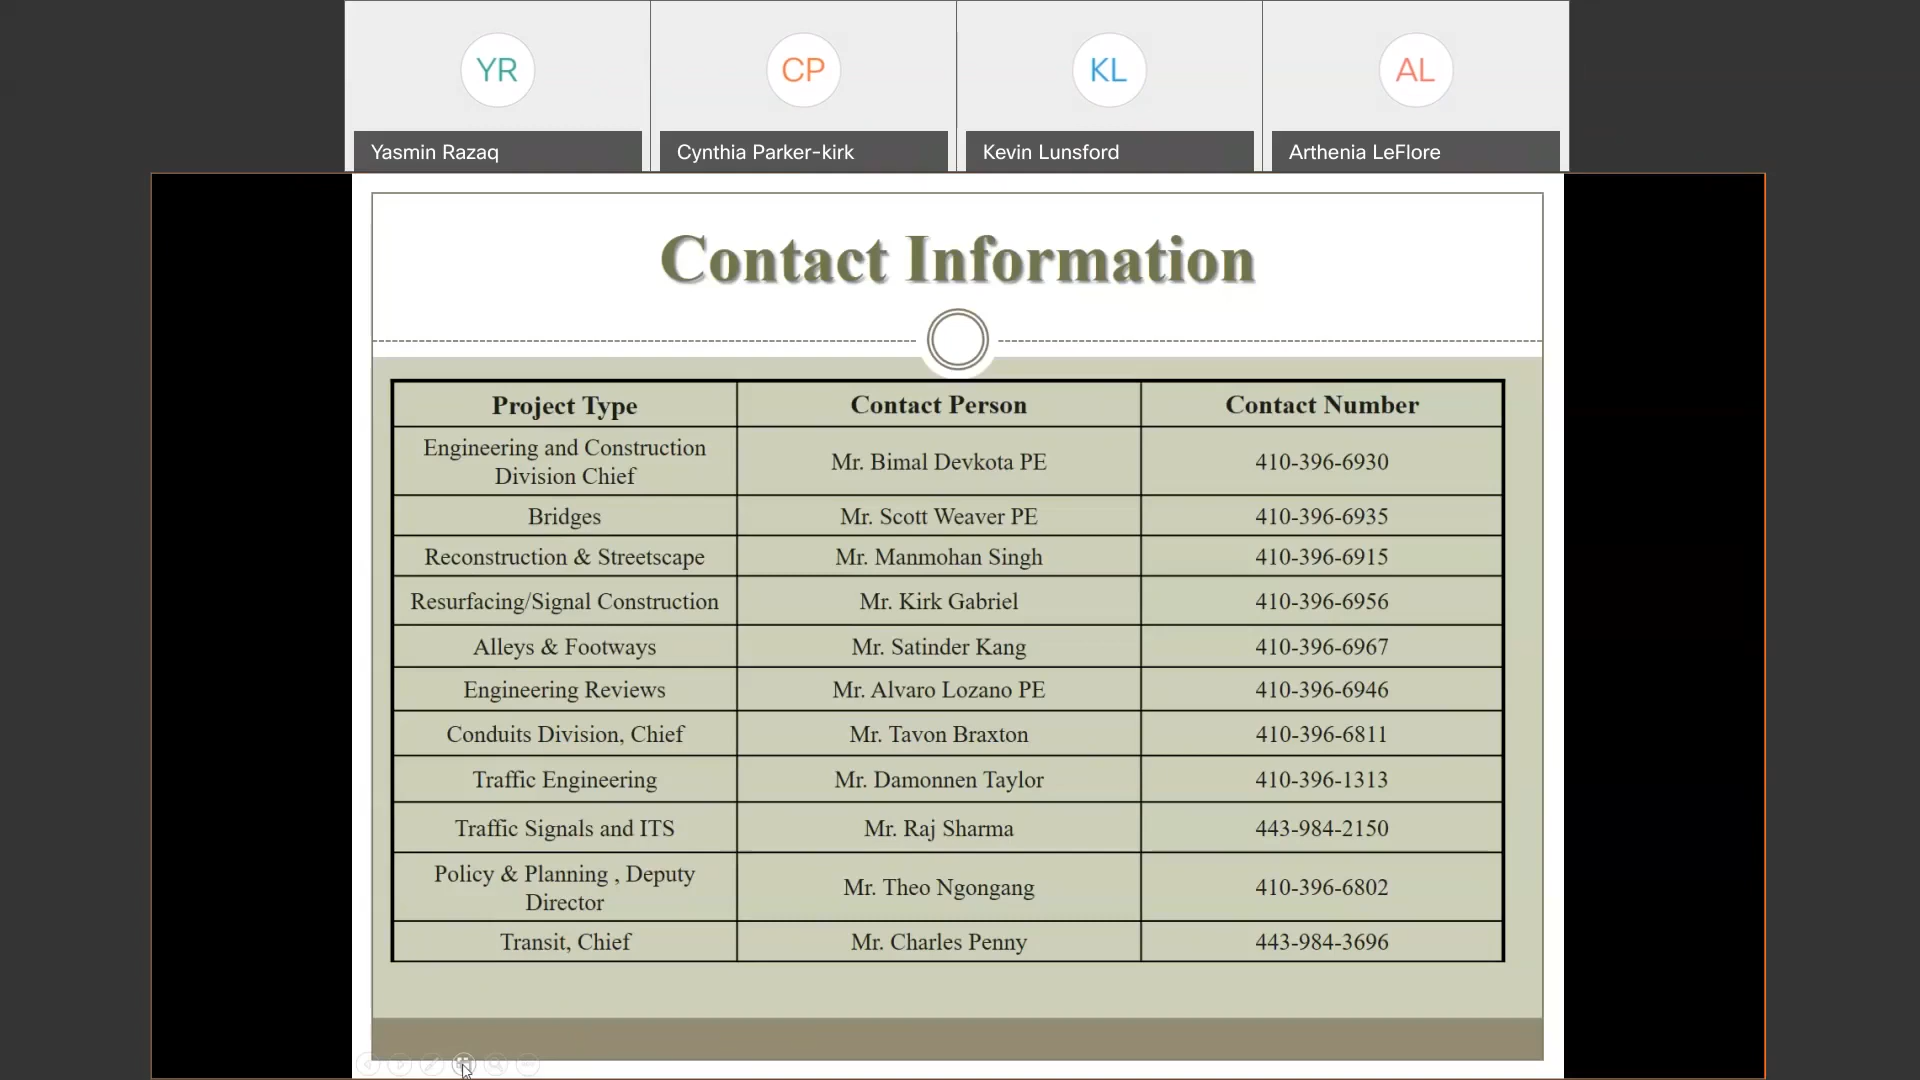 YR
CP
KL
AL
Yasmin Razaq
Cynthia Parker-kirk
Kevin Lunsford
Arthenia LeFlore
Contact Information
Project Type
Contact Person
Contact Number
Engineering and Construction
Division Chief
Mr. Bimal Devkota PE
410-396-6930
Bridges
Mr. Scott Weaver PE
410-396-6935
Reconstruction & Streetscape
Mr. Manmohan Singh
410-396-6915
Resurfacing/Signal Construction
Mr. Kirk Gabriel
410-396-6956
Alleys & Footways
Mr. Satinder Kang
410-396-6967
Engineering Reviews
Mr. Alvaro Lozano PE
410-396-6946
Conduits Division, Chief
Mr. Tavon Braxton
410-396-6811
Traffic Engineering
Mr. Damonnen Taylor
410-396-1313
Traffic Signals and ITS
Mr. Raj Sharma
443-984-2150
Policy & Planning , Deputy
Director
Mr. Theo Ngongang
410-396-6802
Transit, Chief
Mr. Charles Penny
443-984-3696